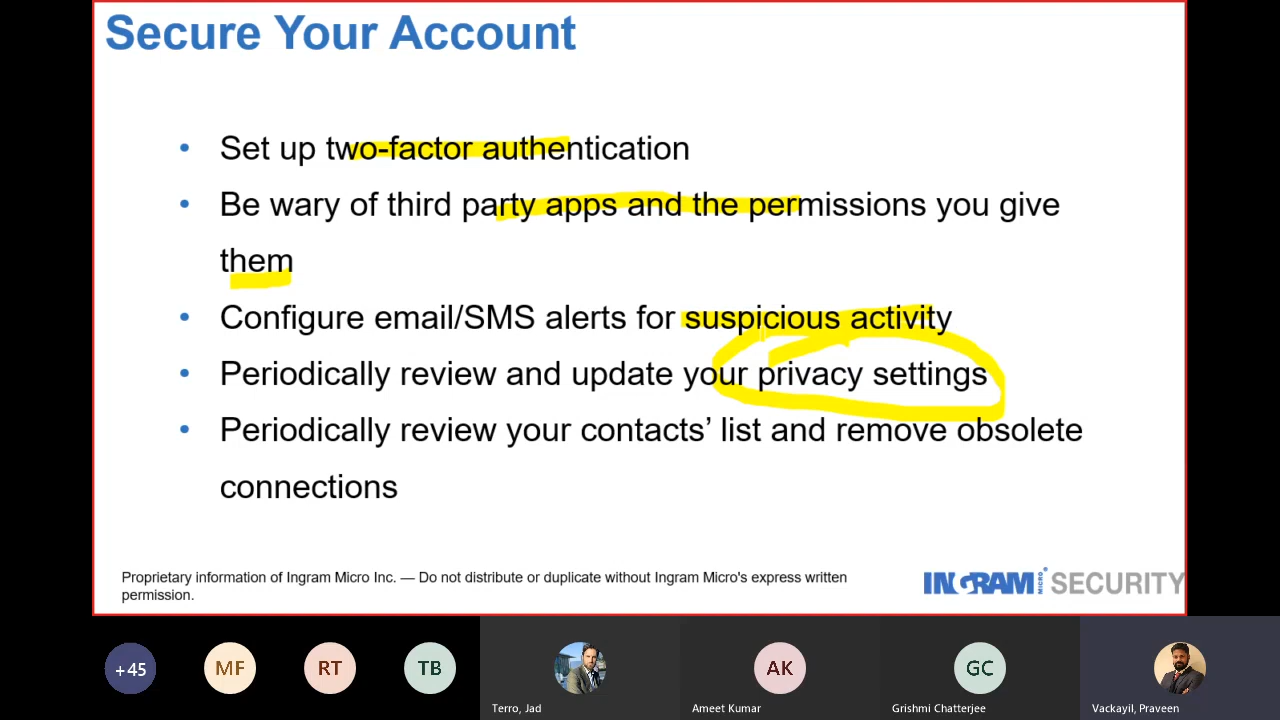 Secure Your Account
• Set up two-factor authentication
• Be wary of third party apps and the permissions you give
them
• Configure email/SMS alerts for suspicious activity
• Periodically review and update your privacy settings
• Periodically review your contacts’ list and remove obsolete
connections
Proprietary information of Ingram Micro Inc. — Do not distribute or duplicate without Ingram Micro's express written
permission.
INGRAM MICRO SECURITY
+45 MF RT TB AK GC
Terro, Jad Ameet Kumar Grishmi Chatterjee Vackayil, Praveen